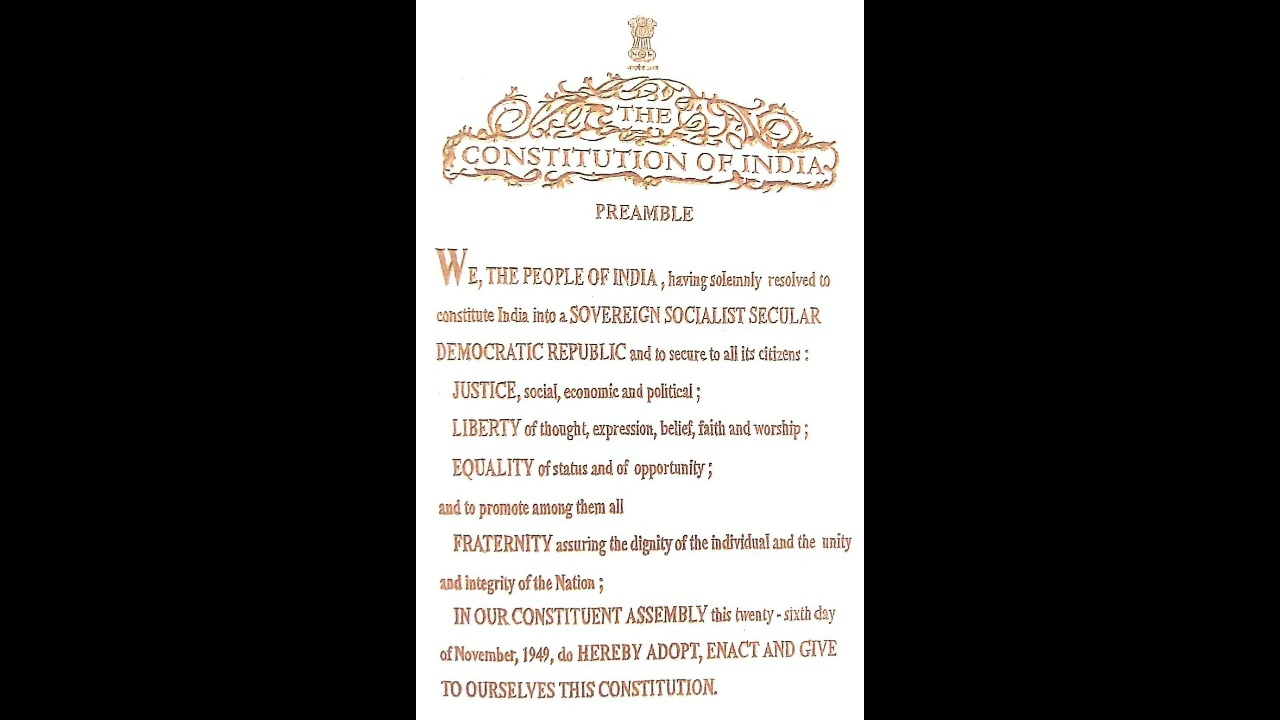 THE
CONSTITUTION OF INDIA
PREAMBLE
WE, THE PEOPLE OF INDIA , having solemnly resolved to
constitute India into a SOVEREIGN SOCIALIST SECULAR
DEMOCRATIC REPUBLIC and to secure to all its citizens :
JUSTICE, social, economic and political ;
LIBERTY of thought, expression, belief, faith and worship ;
EQUALITY of status and of opportunity ;
and to promote among them all
FRATERNITY assuring the dignity of the individual and the unity
and integrity of the Nation ;
IN OUR CONSTITUENT ASSEMBLY this twenty - sixth day
of November, 1949, do HEREBY ADOPT, ENACT AND GIVE
TO OURSELVES THIS CONSTITUTION.